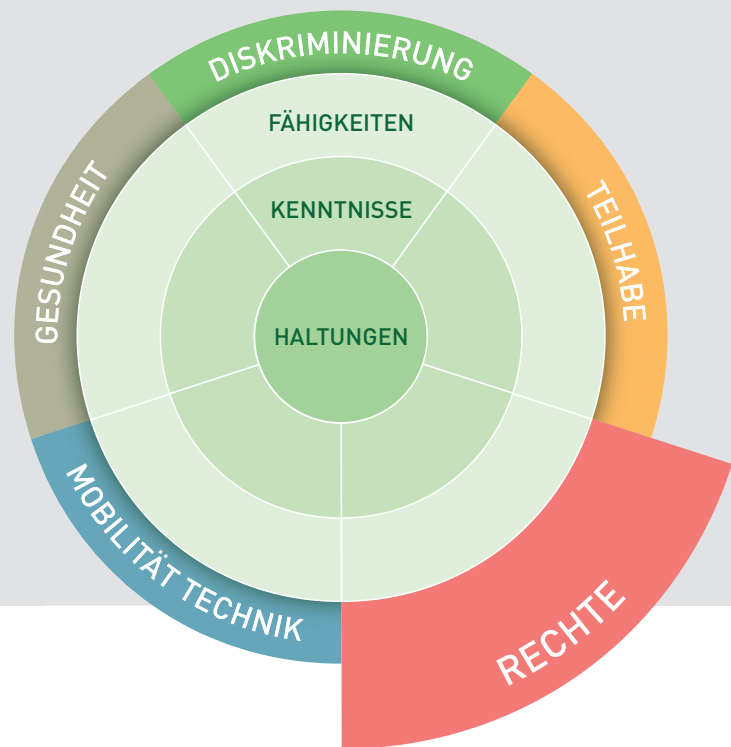 DISKRIMINIERUNG
FÄHIGKEITEN
KENNTNISSE
HALTUNGEN
GESUNDHEIT
TEILHABE
MOBILITÄT TECHNIK
RECHTE